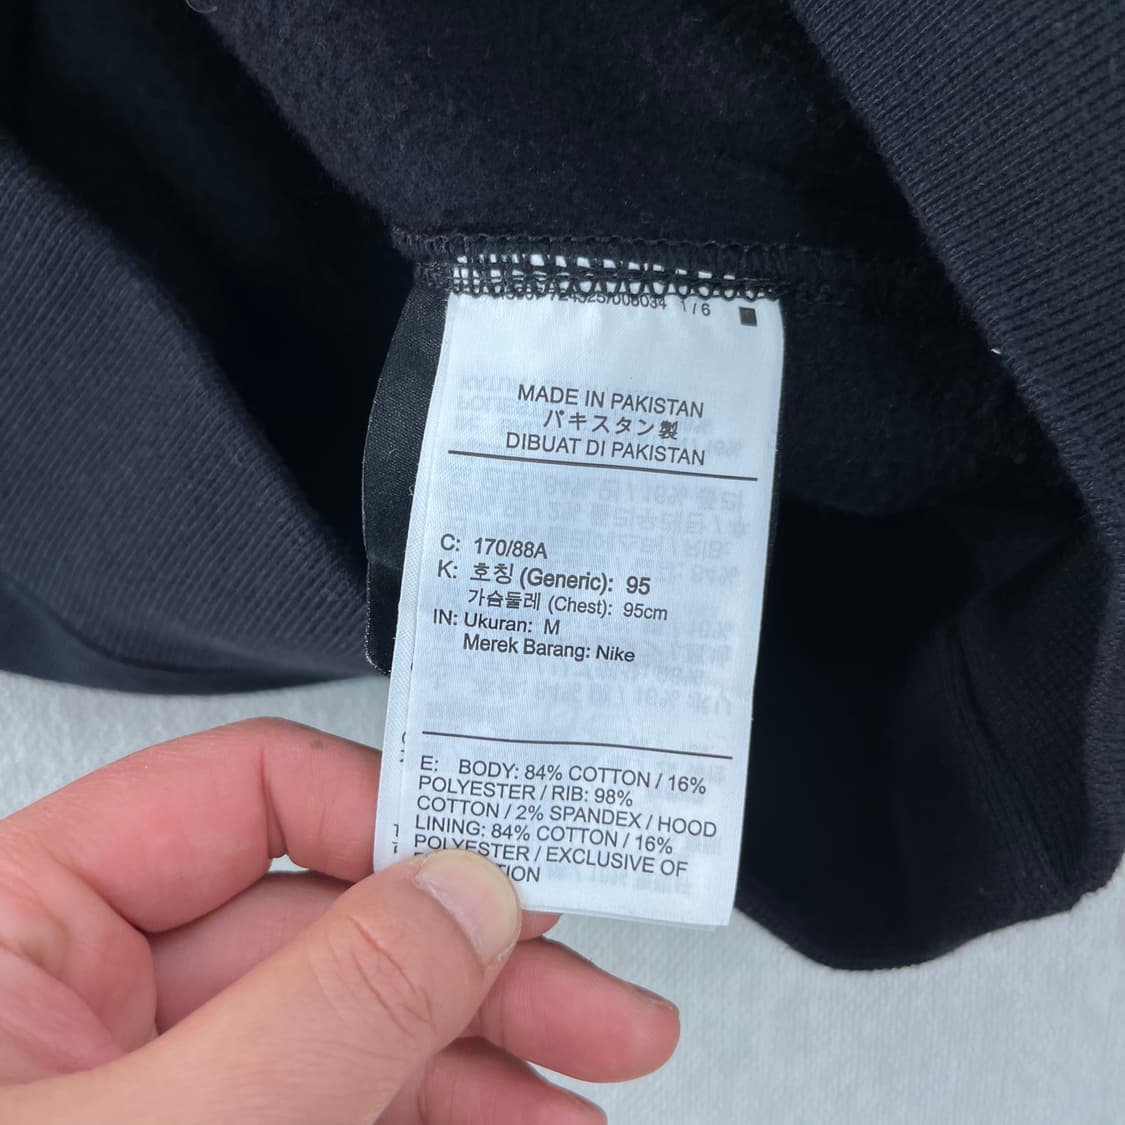 1/6
MADE IN PAKISTAN
パキスタン製
DIBUAT DI PAKISTAN
C: 170/88A
K: 호칭 (Generic): 95
가슴둘레 (Chest): 95cm
IN: Ukuran: M
Merek Barang: Nike
E: BODY: 84% COTTON / 16%
POLYESTER / RIB: 98%
COTTON / 2% SPANDEX / HOOD
LINING: 84% COTTON / 16%
POLYESTER / EXCLUSIVE OF